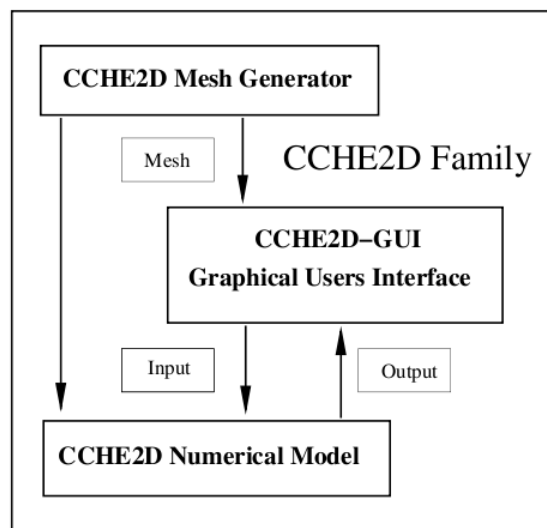 CCHE2D Mesh Generator
Mesh
CCHE2D Family
CCHE2D−GUI
Graphical Users Interface
Input
Output
CCHE2D Numerical Model